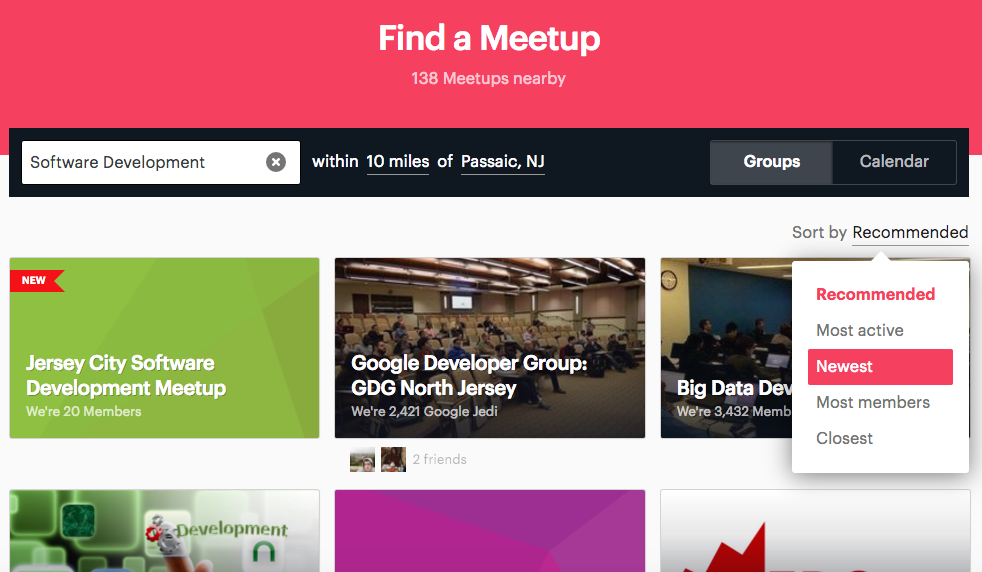 Find a Meetup
138 Meetups nearby
Software Development
within 10 miles of Passaic, NJ
Groups
Calendar
Sort by Recommended
Recommended
Most active
Newest
Most members
Closest
NEW
Jersey City Software
Development Meetup
We're 20 Members
Google Developer Group:
GDG North Jersey
We're 2,421 Google Jedi
2 friends
Big Data Dev
We're 3,432 Memb
Development